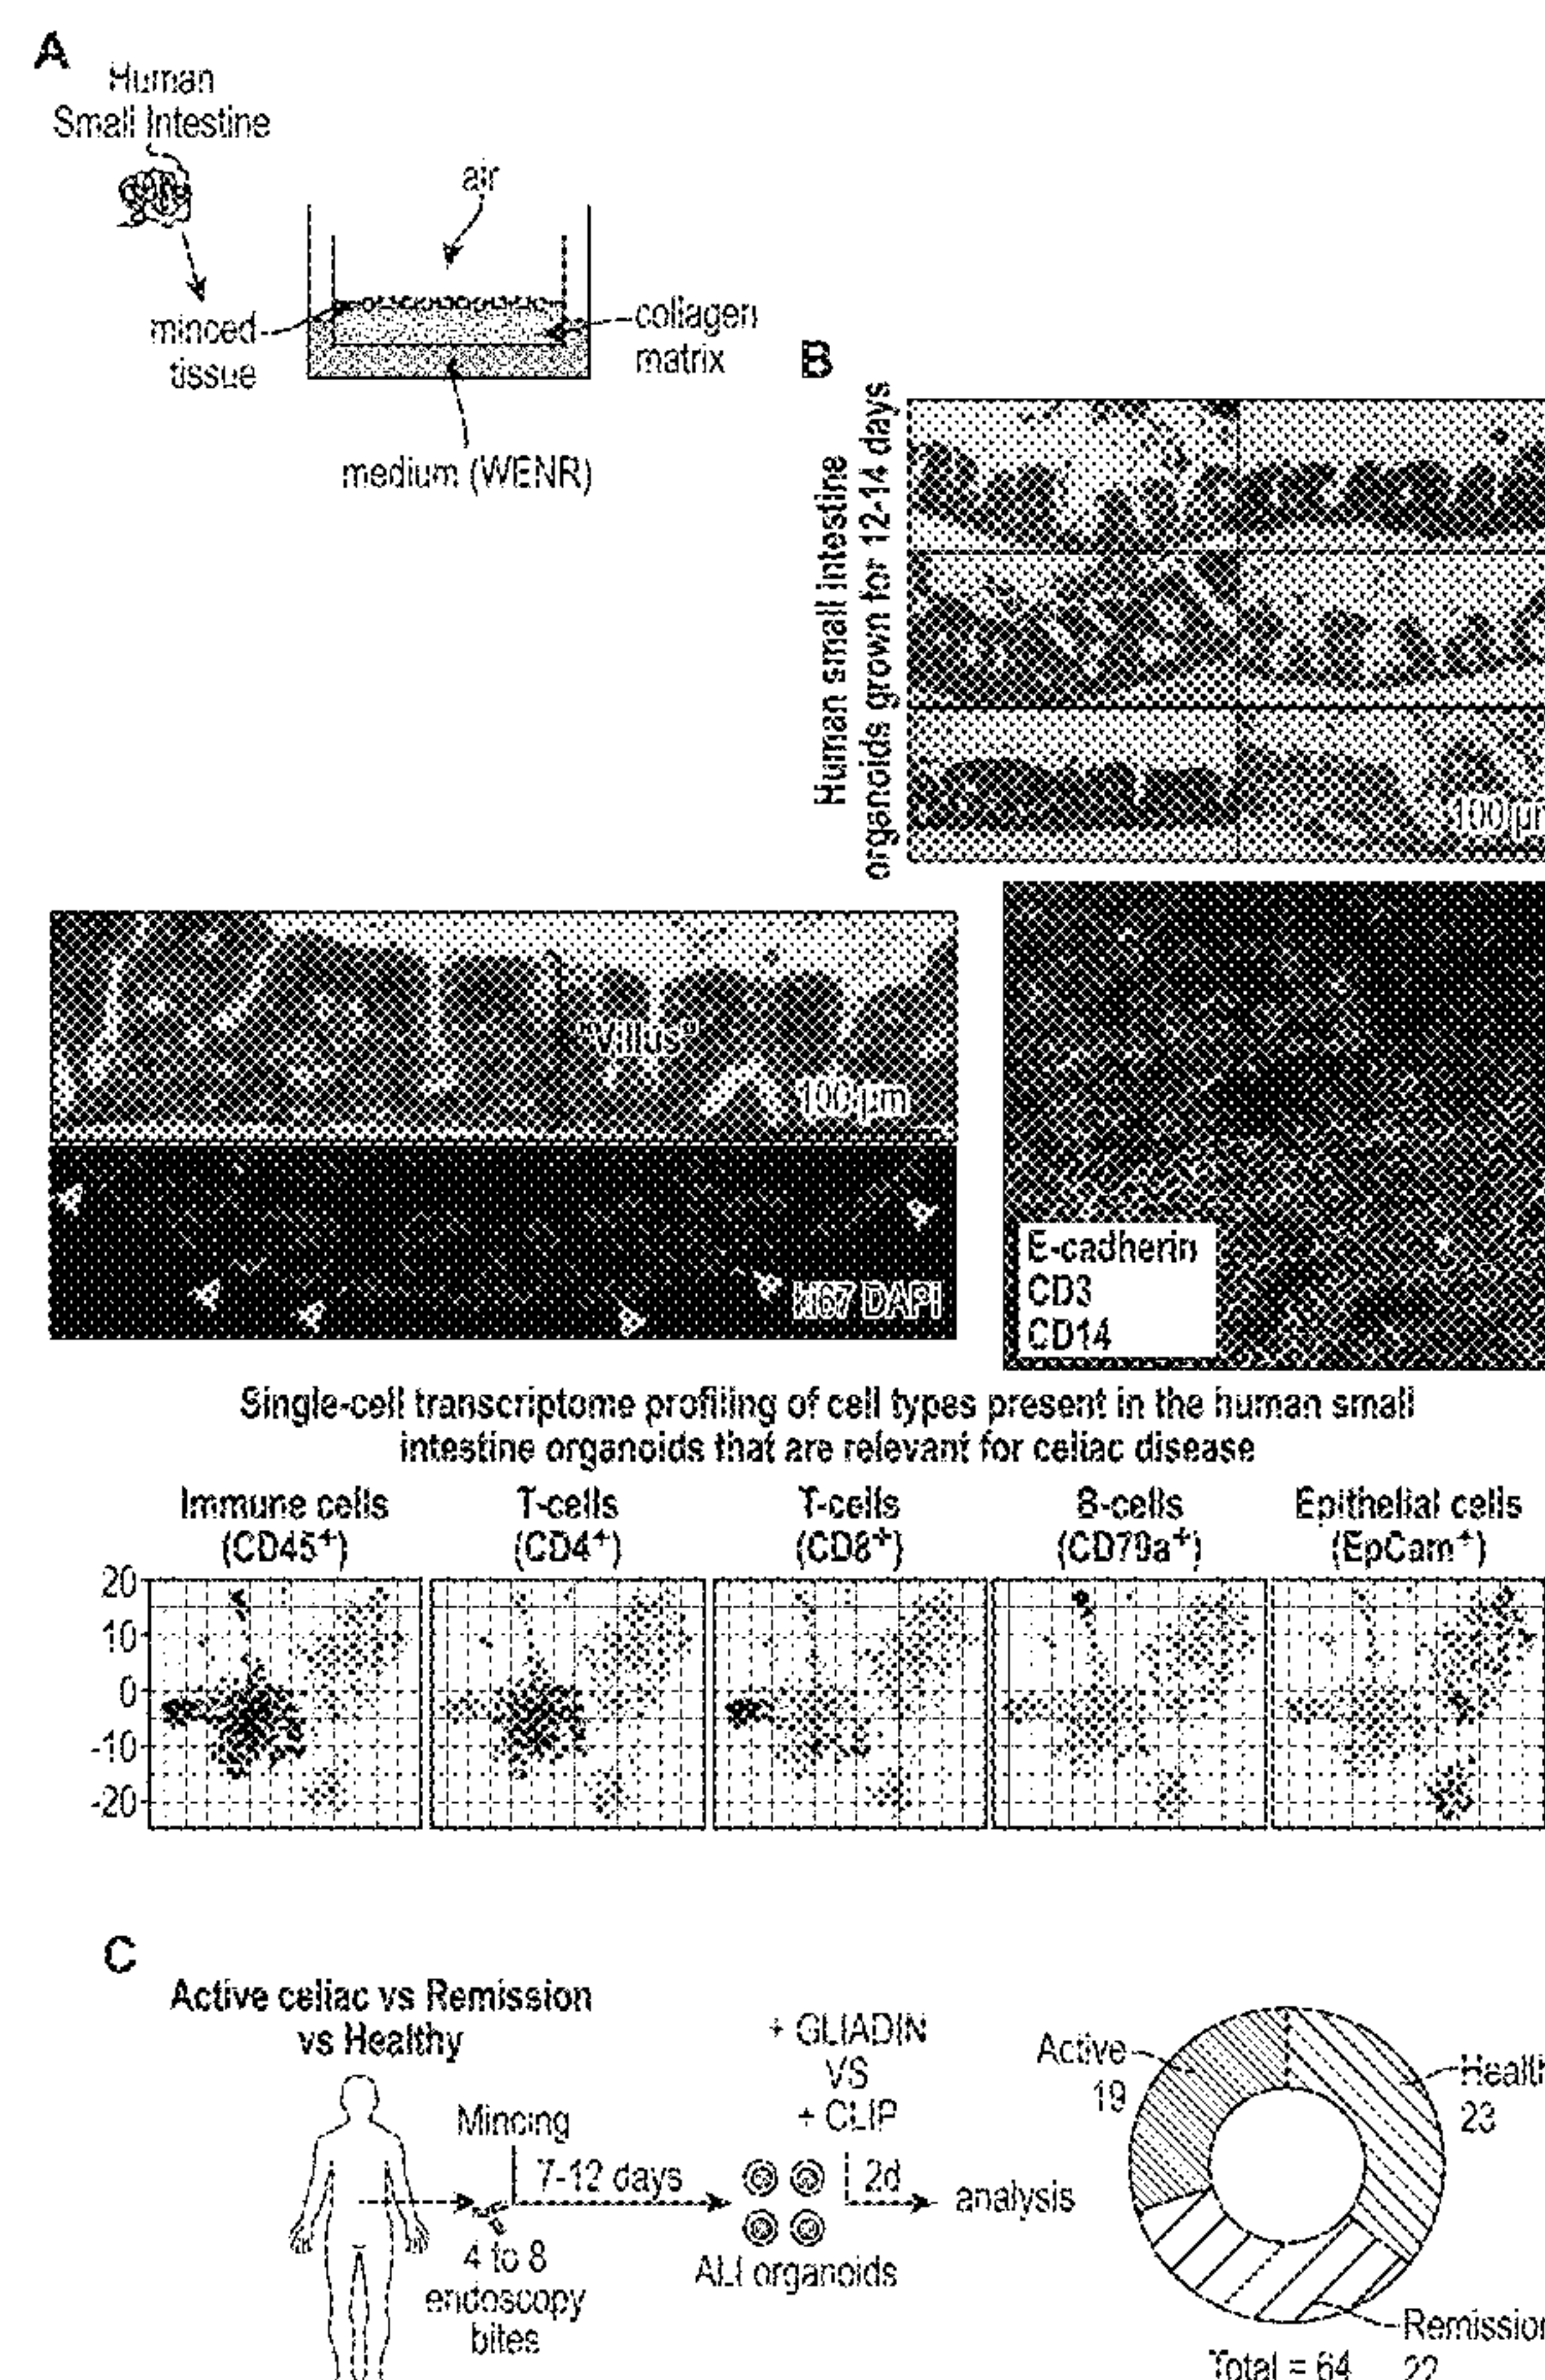 A
Human
Small Intestine
air
minced
tissue
collagen
matrix
medium (WENR)
B
Human small intestine
organoids grown for 12-14 days
100 µm
"Villus"
100 µm
ki67 DAPI
E-cadherin
CD3
CD14
Single-cell transcriptome profiling of cell types present in the human small
intestine organoids that are relevant for celiac disease
Immune cells
(CD45+)
T-cells
(CD4+)
T-cells
(CD8+)
B-cells
(CD79a+)
Epithelial cells
(EpCam+)
20
10
0
-10
-20
C
Active celiac vs Remission
vs Healthy
Mincing
7-12 days
4 to 8
endoscopy
bites
+ GLIADIN
VS
+ CLIP
2d
analysis
ALI organoids
Active
19
Health
23
Remission
22
Total = 64